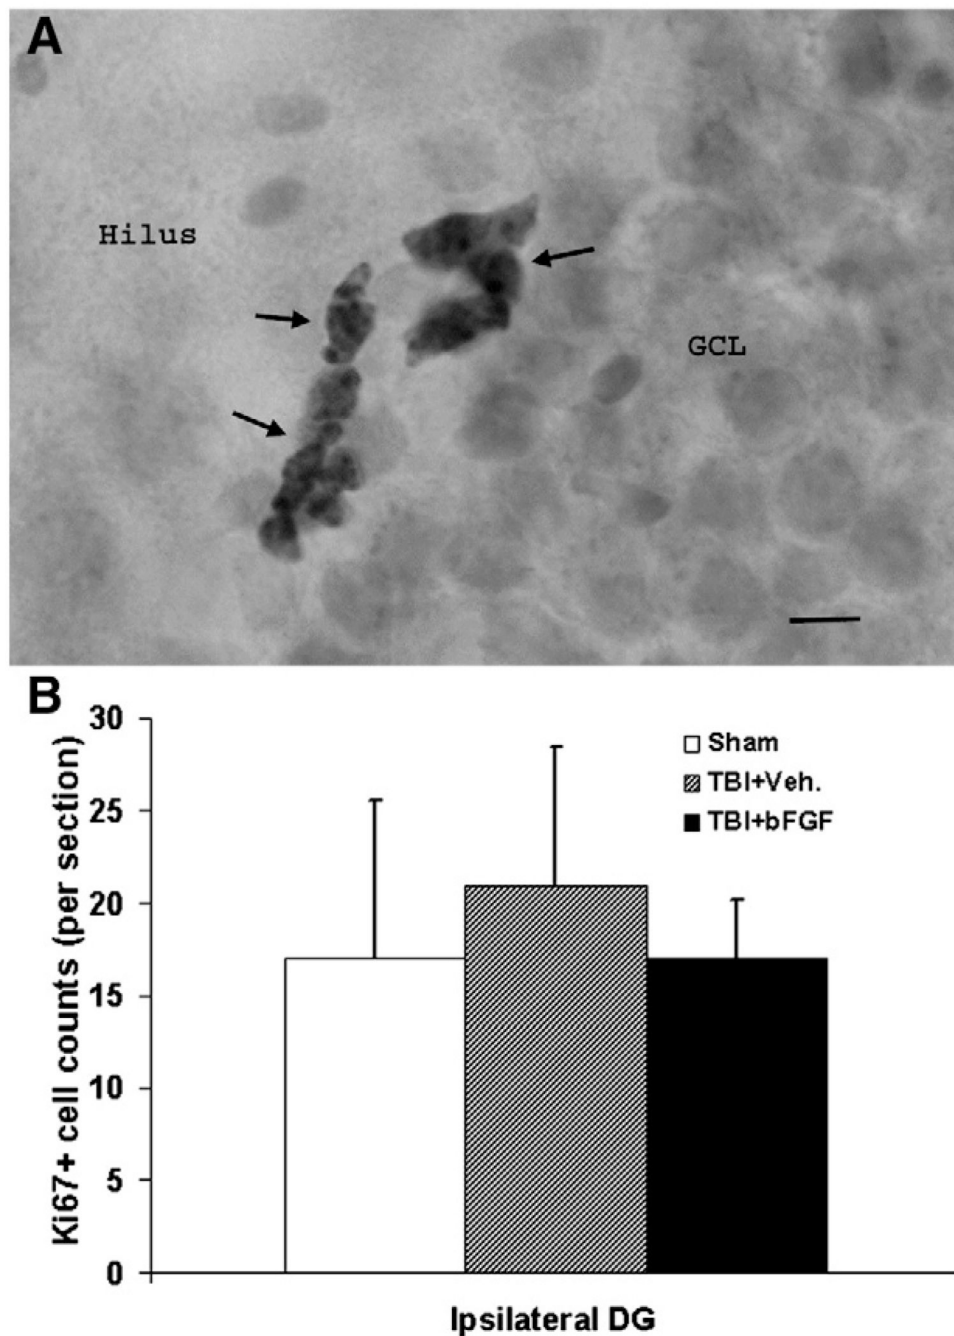 A
Hilus
GCL
B
Ki67+ cell counts (per section)
30
25
20
15
10
5
0
Sham
TBI+Veh.
TBI+bFGF
Ipsilateral DG